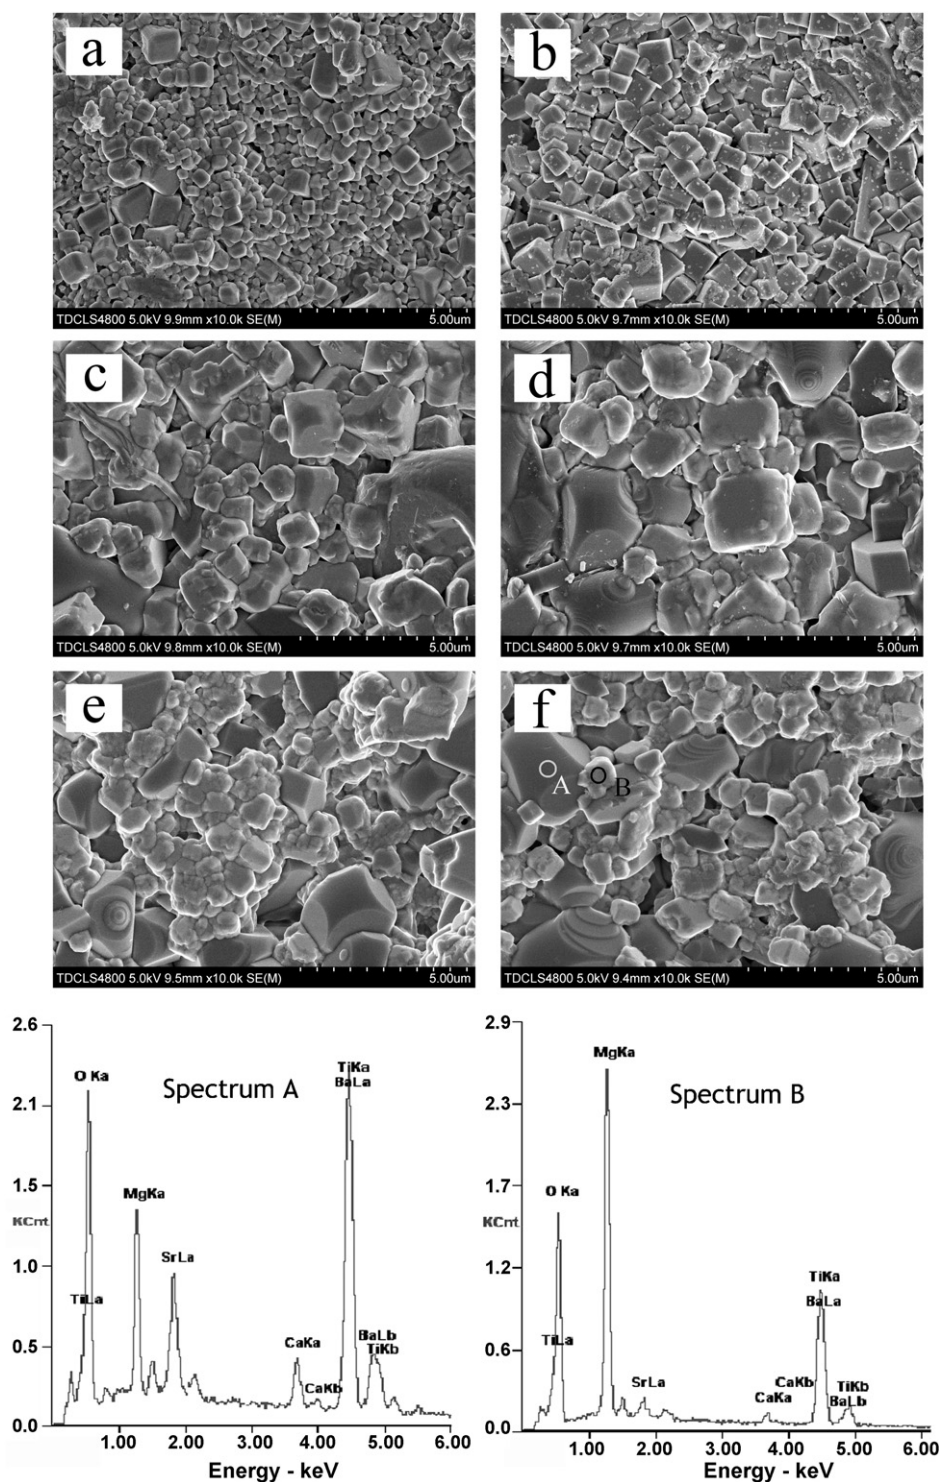 a
b
TDCLS4800 5.0kV 9.9mm x10.0k SE(M) 5.00um
TDCLS4800 5.0kV 9.7mm x10.0k SE(M) 5.00um
c
d
TDCLS4800 5.0kV 9.8mm x10.0k SE(M) 5.00um
TDCLS4800 5.0kV 9.7mm x10.0k SE(M) 5.00um
e
f
A
B
TDCLS4800 5.0kV 9.5mm x10.0k SE(M) 5.00um
TDCLS4800 5.0kV 9.4mm x10.0k SE(M) 5.00um
Spectrum A
2.6
2.1
1.5
KCnt
1.0
0.5
0.0
O Ka
TiLa
MgKa
SrLa
CaKa
CaKb
TiKa
BaLa
BaLb
TiKb
1.00 2.00 3.00 4.00 5.00 6.00
Energy - keV
Spectrum B
2.9
2.3
1.7
KCnt
1.2
0.6
0.0
O Ka
TiLa
MgKa
SrLa
CaKb
CaKa
TiKa
BaLa
TiKb
BaLb
1.00 2.00 3.00 4.00 5.00 6.00
Energy - keV